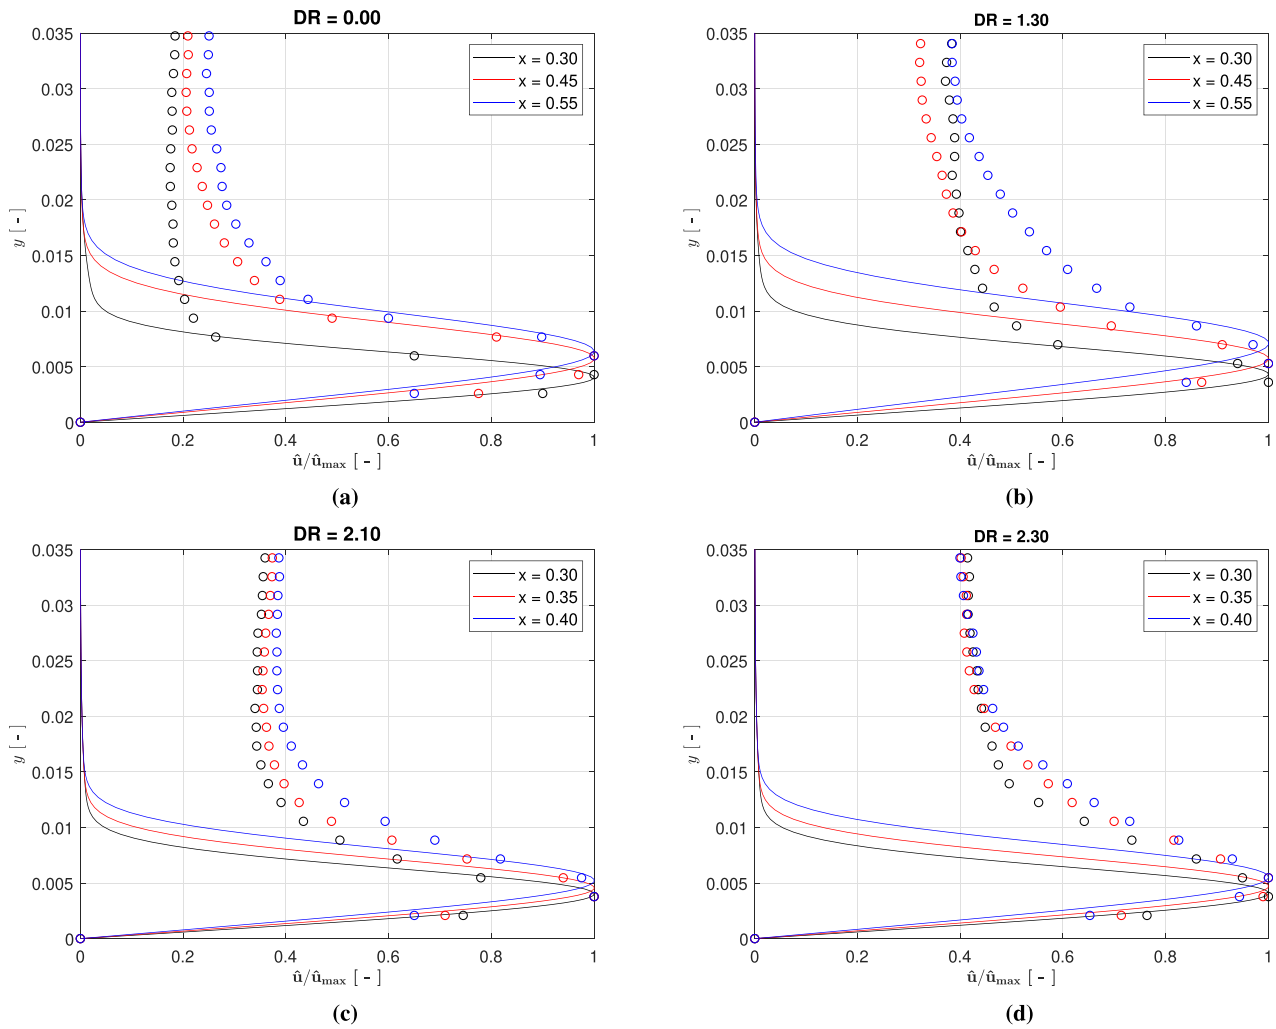 DR = 0.00
0.035
0.03
0.025
0.02
0.015
0.01
0.005
0
y [ - ]
x = 0.30
x = 0.45
x = 0.55
0 0.2 0.4 0.6 0.8 1
û/û_max [ - ]
(a)
DR = 1.30
0.035
0.03
0.025
0.02
0.015
0.01
0.005
0
y [ - ]
x = 0.30
x = 0.45
x = 0.55
0 0.2 0.4 0.6 0.8 1
û/û_max [ - ]
(b)
DR = 2.10
0.035
0.03
0.025
0.02
0.015
0.01
0.005
0
y [ - ]
x = 0.30
x = 0.35
x = 0.40
0 0.2 0.4 0.6 0.8 1
û/û_max [ - ]
(c)
DR = 2.30
0.035
0.03
0.025
0.02
0.015
0.01
0.005
0
y [ - ]
x = 0.30
x = 0.35
x = 0.40
0 0.2 0.4 0.6 0.8 1
û/û_max [ - ]
(d)